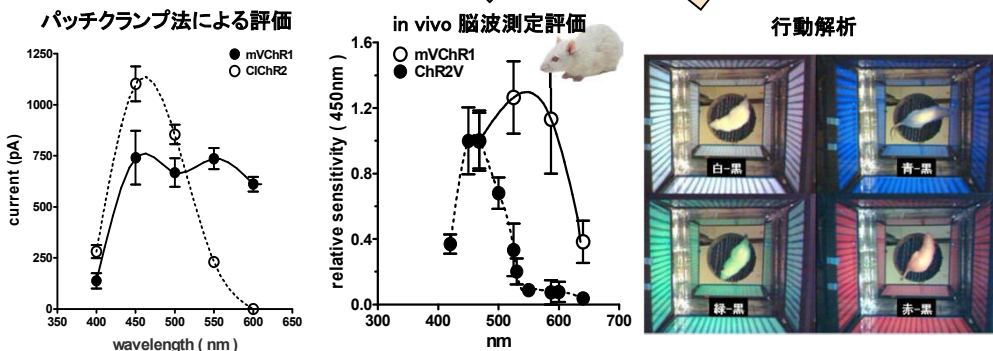 パッチクランプ法による評価
1250
1000
750
500
250
0
350
400
450
500
550
600
650
current (pA)
wavelength ( nm )
mVChR1
ClChR2
in vivo 脳波測定評価
1.6
1.2
0.8
0.4
0.0
300
400
500
600
700
relative sensitivity ( 450nm )
nm
mVChR1
ChR2V
行動解析
白-黒
青-黒
緑-黒
赤-黒